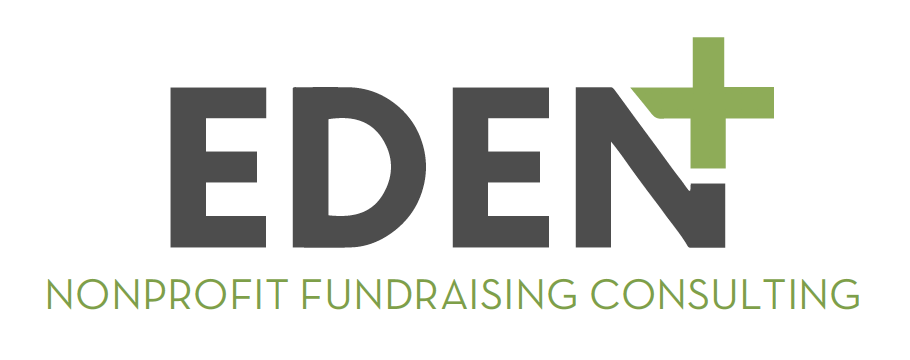 EDEN+
NONPROFIT FUNDRAISING CONSULTING